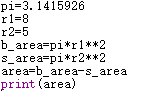 pi=3.1415926
r1=8
r2=5
b_area=pi*r1**2
s_area=pi*r2**2
area=b_area-s_area
print(area)